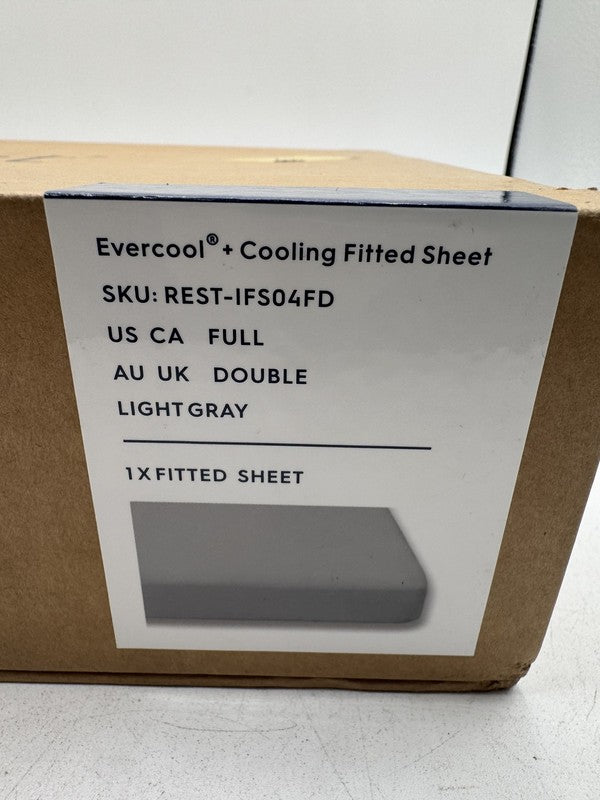 Evercool®+ Cooling Fitted Sheet
SKU: REST-IFS04FD
US CA FULL
AU UK DOUBLE
LIGHT GRAY
1 X FITTED SHEET